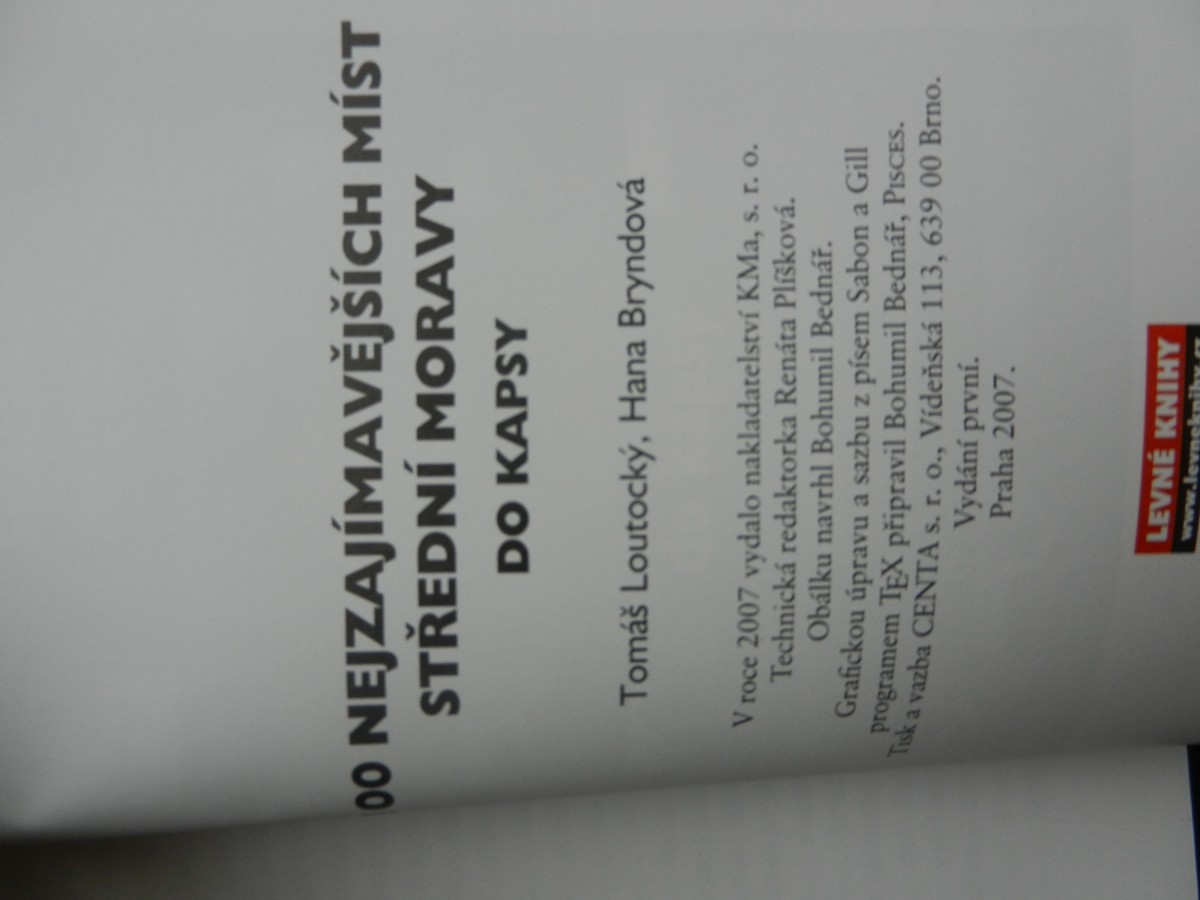 00 NEJZAJÍMAVĚJŠÍCH MÍST
STŘEDNÍ MORAVY
DO KAPSY
Tomáš Loutocký, Hana Bryndová
V roce 2007 vydalo nakladatelství KMa, s. r. o.
Technická redaktorka Renáta Plíšková.
Obálku navrhl Bohumil Bednář.
Grafickou úpravu a sazbu z písem Sabon a Gill
programem TEX připravil Bohumil Bednář, PISCES.
Tisk a vazba CENTA s. r. o., Vídeňská 113, 639 00 Brno.
Vydání první.
Praha 2007.
LEVNÉ KNIHY